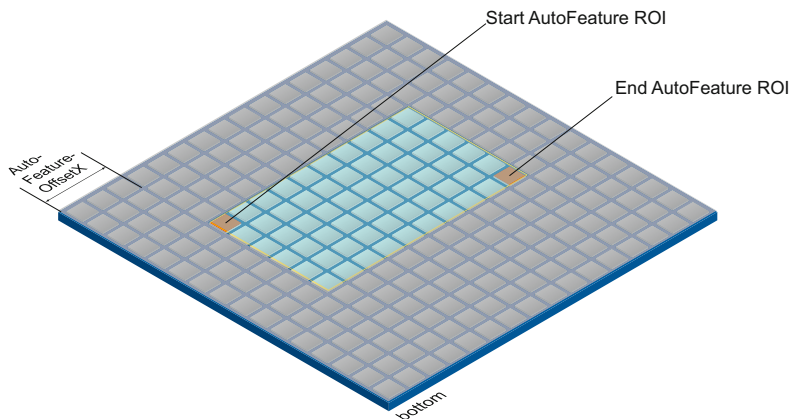 Start AutoFeature ROI
End AutoFeature ROI
Auto-
Feature-
OffsetX
bottom